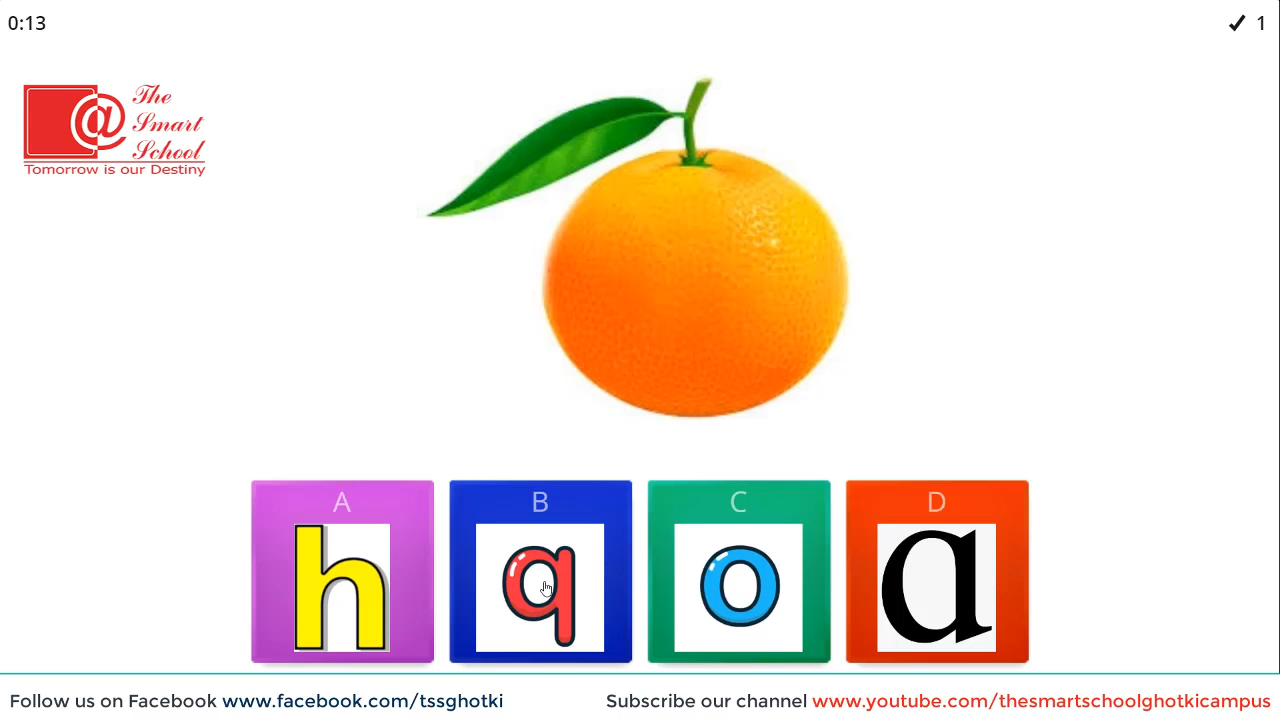 0:13
✔ 1
@ The
Smart
School
Tomorrow is our Destiny
A B C D
h q o a
Follow us on Facebook www.facebook.com/tssghotki
Subscribe our channel www.youtube.com/thesmartschoolghotkicampus